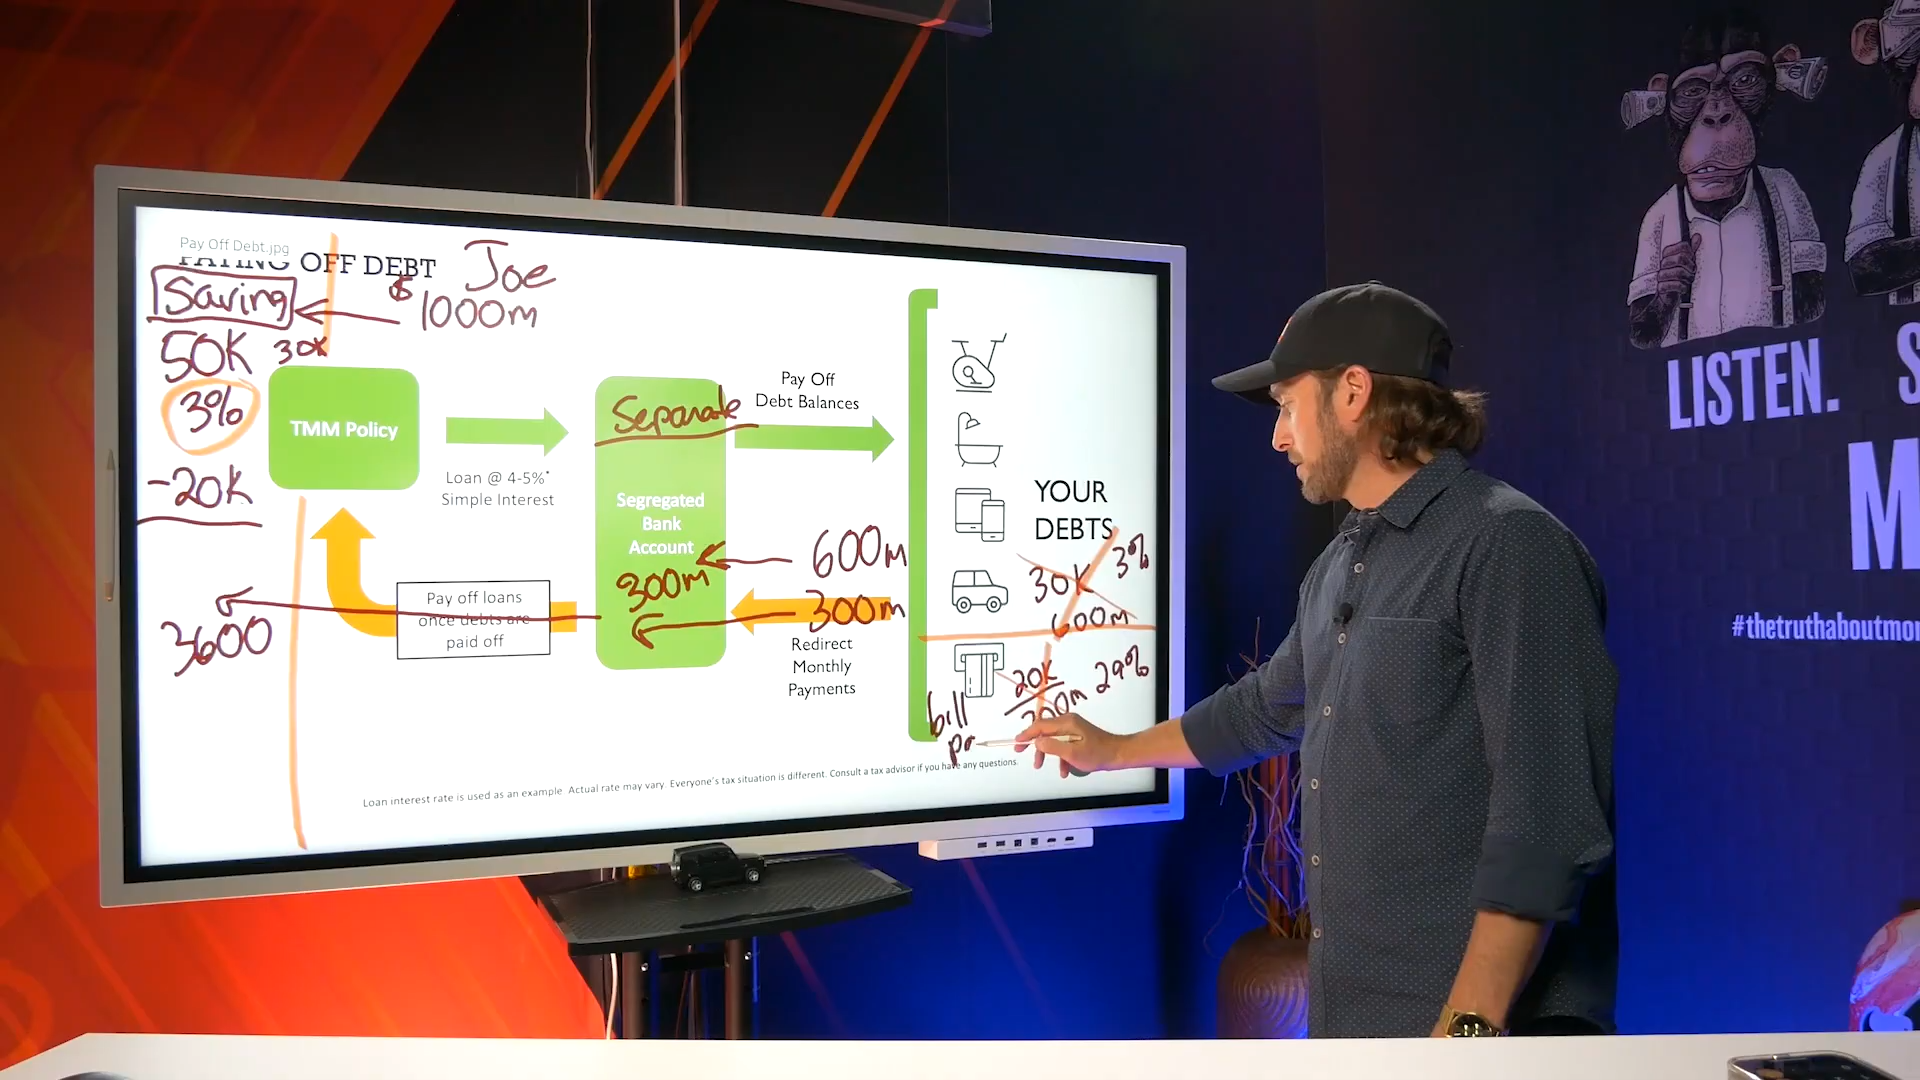 Pay Off Debt.jpg
PAYING OFF DEBT
Joe
Saving
$
1000m
50K
30K
3%
-20K
3600
TMM Policy
Loan @ 4-5%*
Simple Interest
Separate
Segregated
Bank
Account
300m
Pay Off
Debt Balances
600m
300m
Redirect
Monthly
Payments
Pay off loans
once debts are
paid off
YOUR
DEBTS
30K 3%
600m
20K 29%
300m
bill
pa
Loan interest rate is used as an example. Actual rate may vary. Everyone's tax situation is different. Consult a tax advisor if you have any questions.
LISTEN.
S
M
#thetruthaboutmon